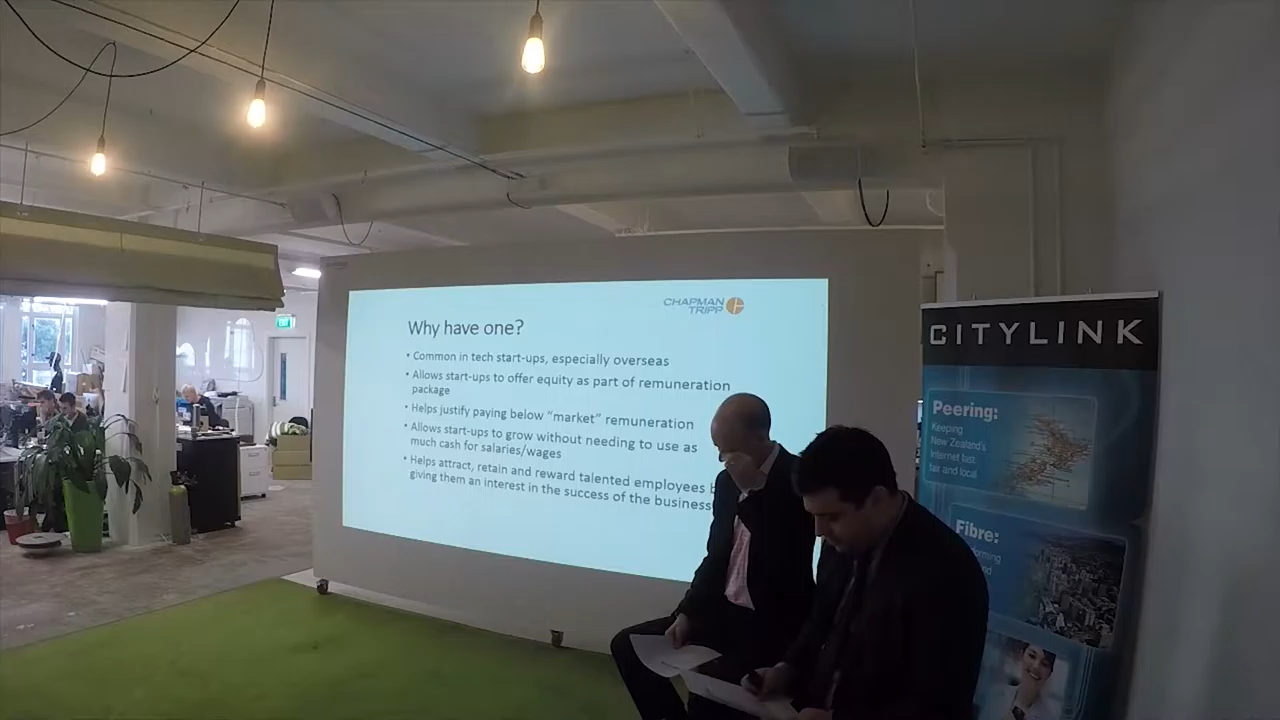 CHAPMAN
TRIPP
Why have one?
• Common in tech start-ups, especially overseas
• Allows start-ups to offer equity as part of remuneration
package
• Helps justify paying below "market" remuneration
• Allows start-ups to grow without needing to use as
much cash for salaries/wages
• Helps attract, retain and reward talented employees
giving them an interest in the success of the business
CITYLINK
Peering:
Keeping
New Zealand's
Internet fast,
fair and local
Fibre:
EXIT